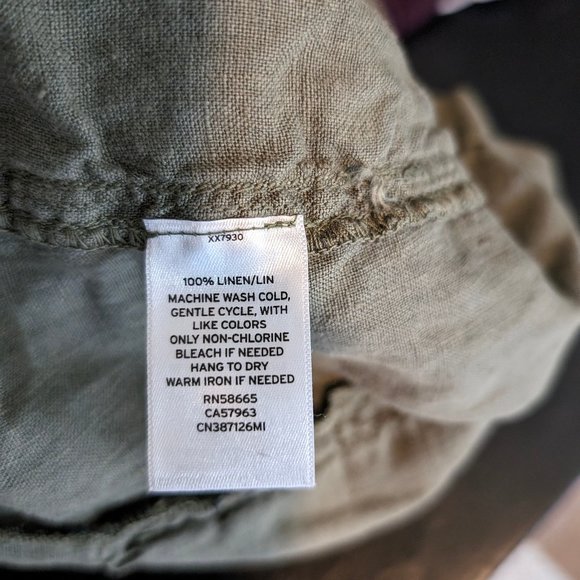 XX7930
100% LINEN/LIN
MACHINE WASH COLD,
GENTLE CYCLE, WITH
LIKE COLORS
ONLY NON-CHLORINE
BLEACH IF NEEDED
HANG TO DRY
WARM IRON IF NEEDED
RN58665
CA57963
CN387126MI